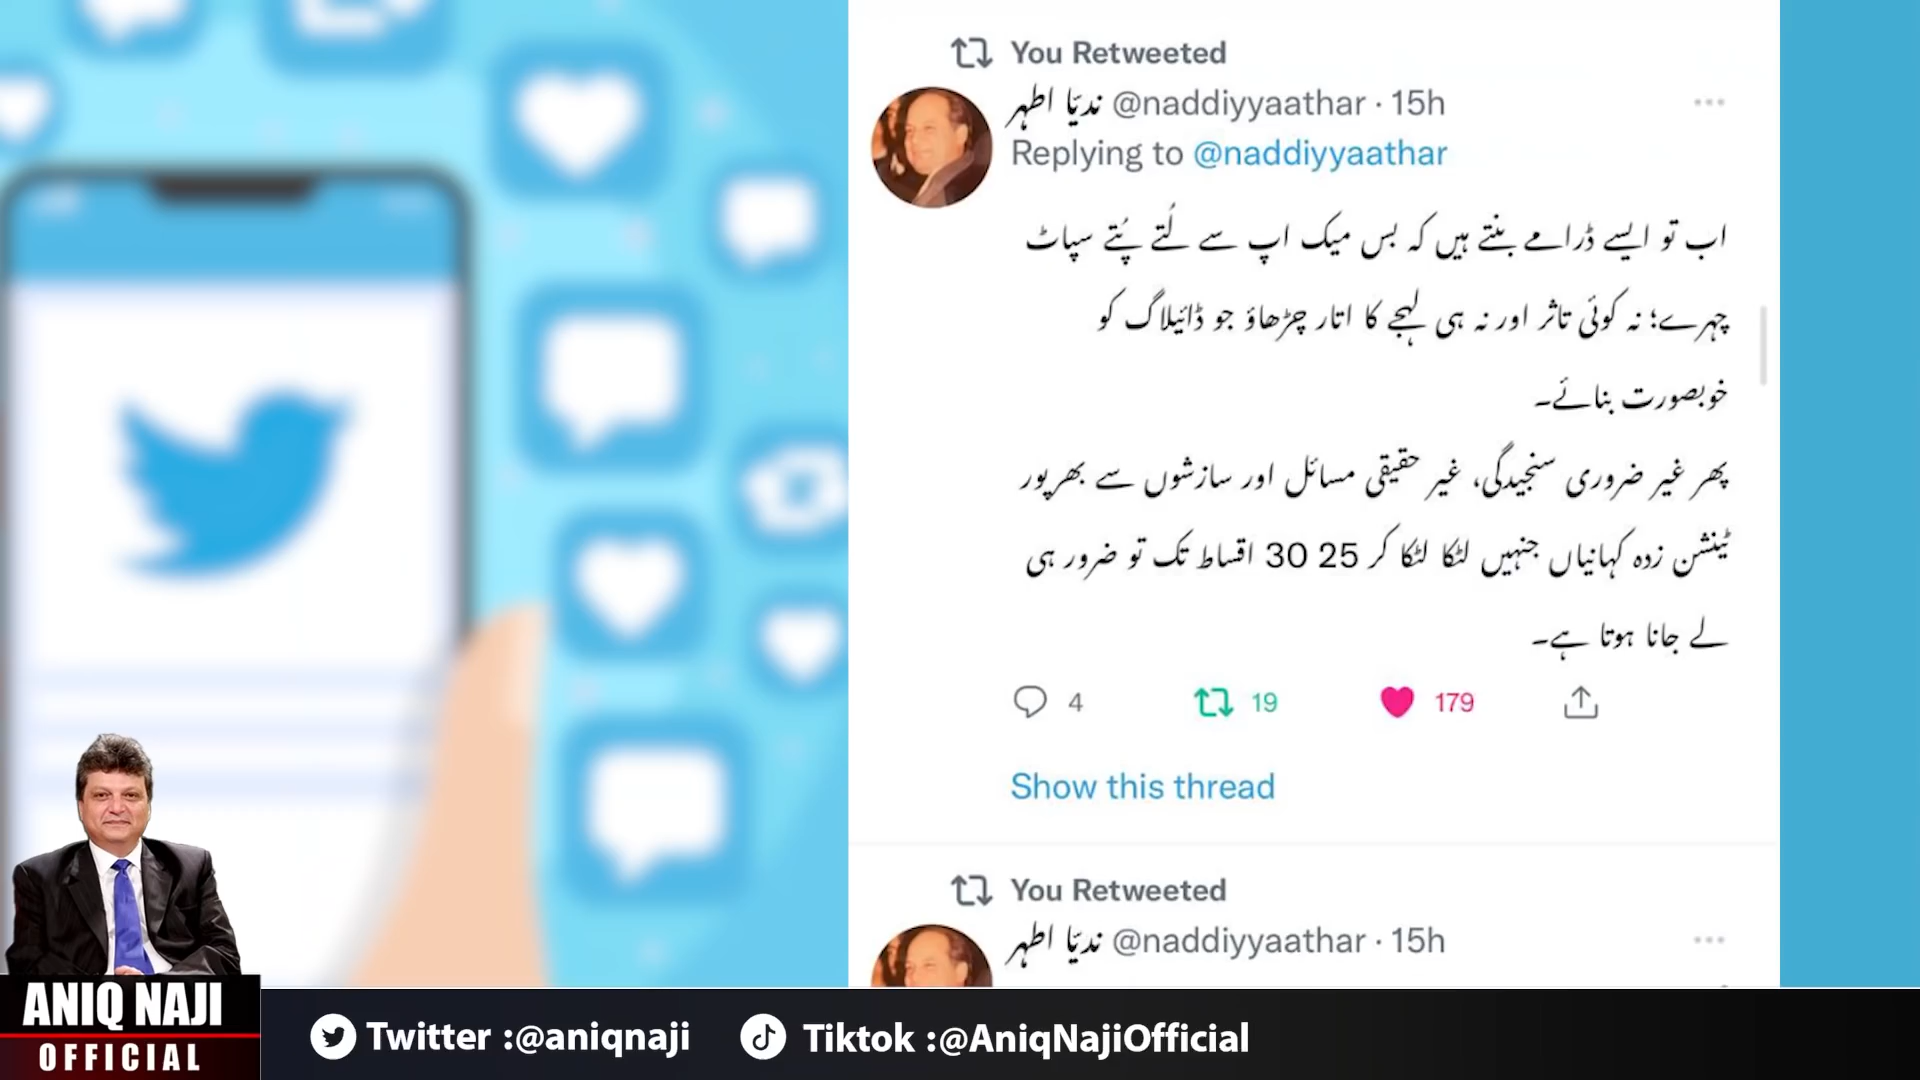 You Retweeted
ندیّا اطہر @naddiyyaathar · 15h
Replying to @naddiyyaathar
اب تو ایسے ڈرامے بنتے ہیں کہ بس میک اپ سے لُتے پُتے سپاٹ
چہرے؛ نہ کوئی تاثر اور نہ ہی لہجے کا اتار چڑھاؤ جو ڈائیلاگ کو
خوبصورت بنائے۔
پھر غیر ضروری سنجیدگی، غیر حقیقی مسائل اور سازشوں سے بھرپور
ٹینشن زدہ کہانیاں جنہیں لٹکا لٹکا کر 25 30 اقساط تک تو ضرور ہی
لے جانا ہوتا ہے۔
4 19 179
Show this thread
You Retweeted
ندیّا اطہر @naddiyyaathar · 15h
ANIQ NAJI
OFFICIAL
Twitter :@aniqnaji Tiktok :@AniqNajiOfficial